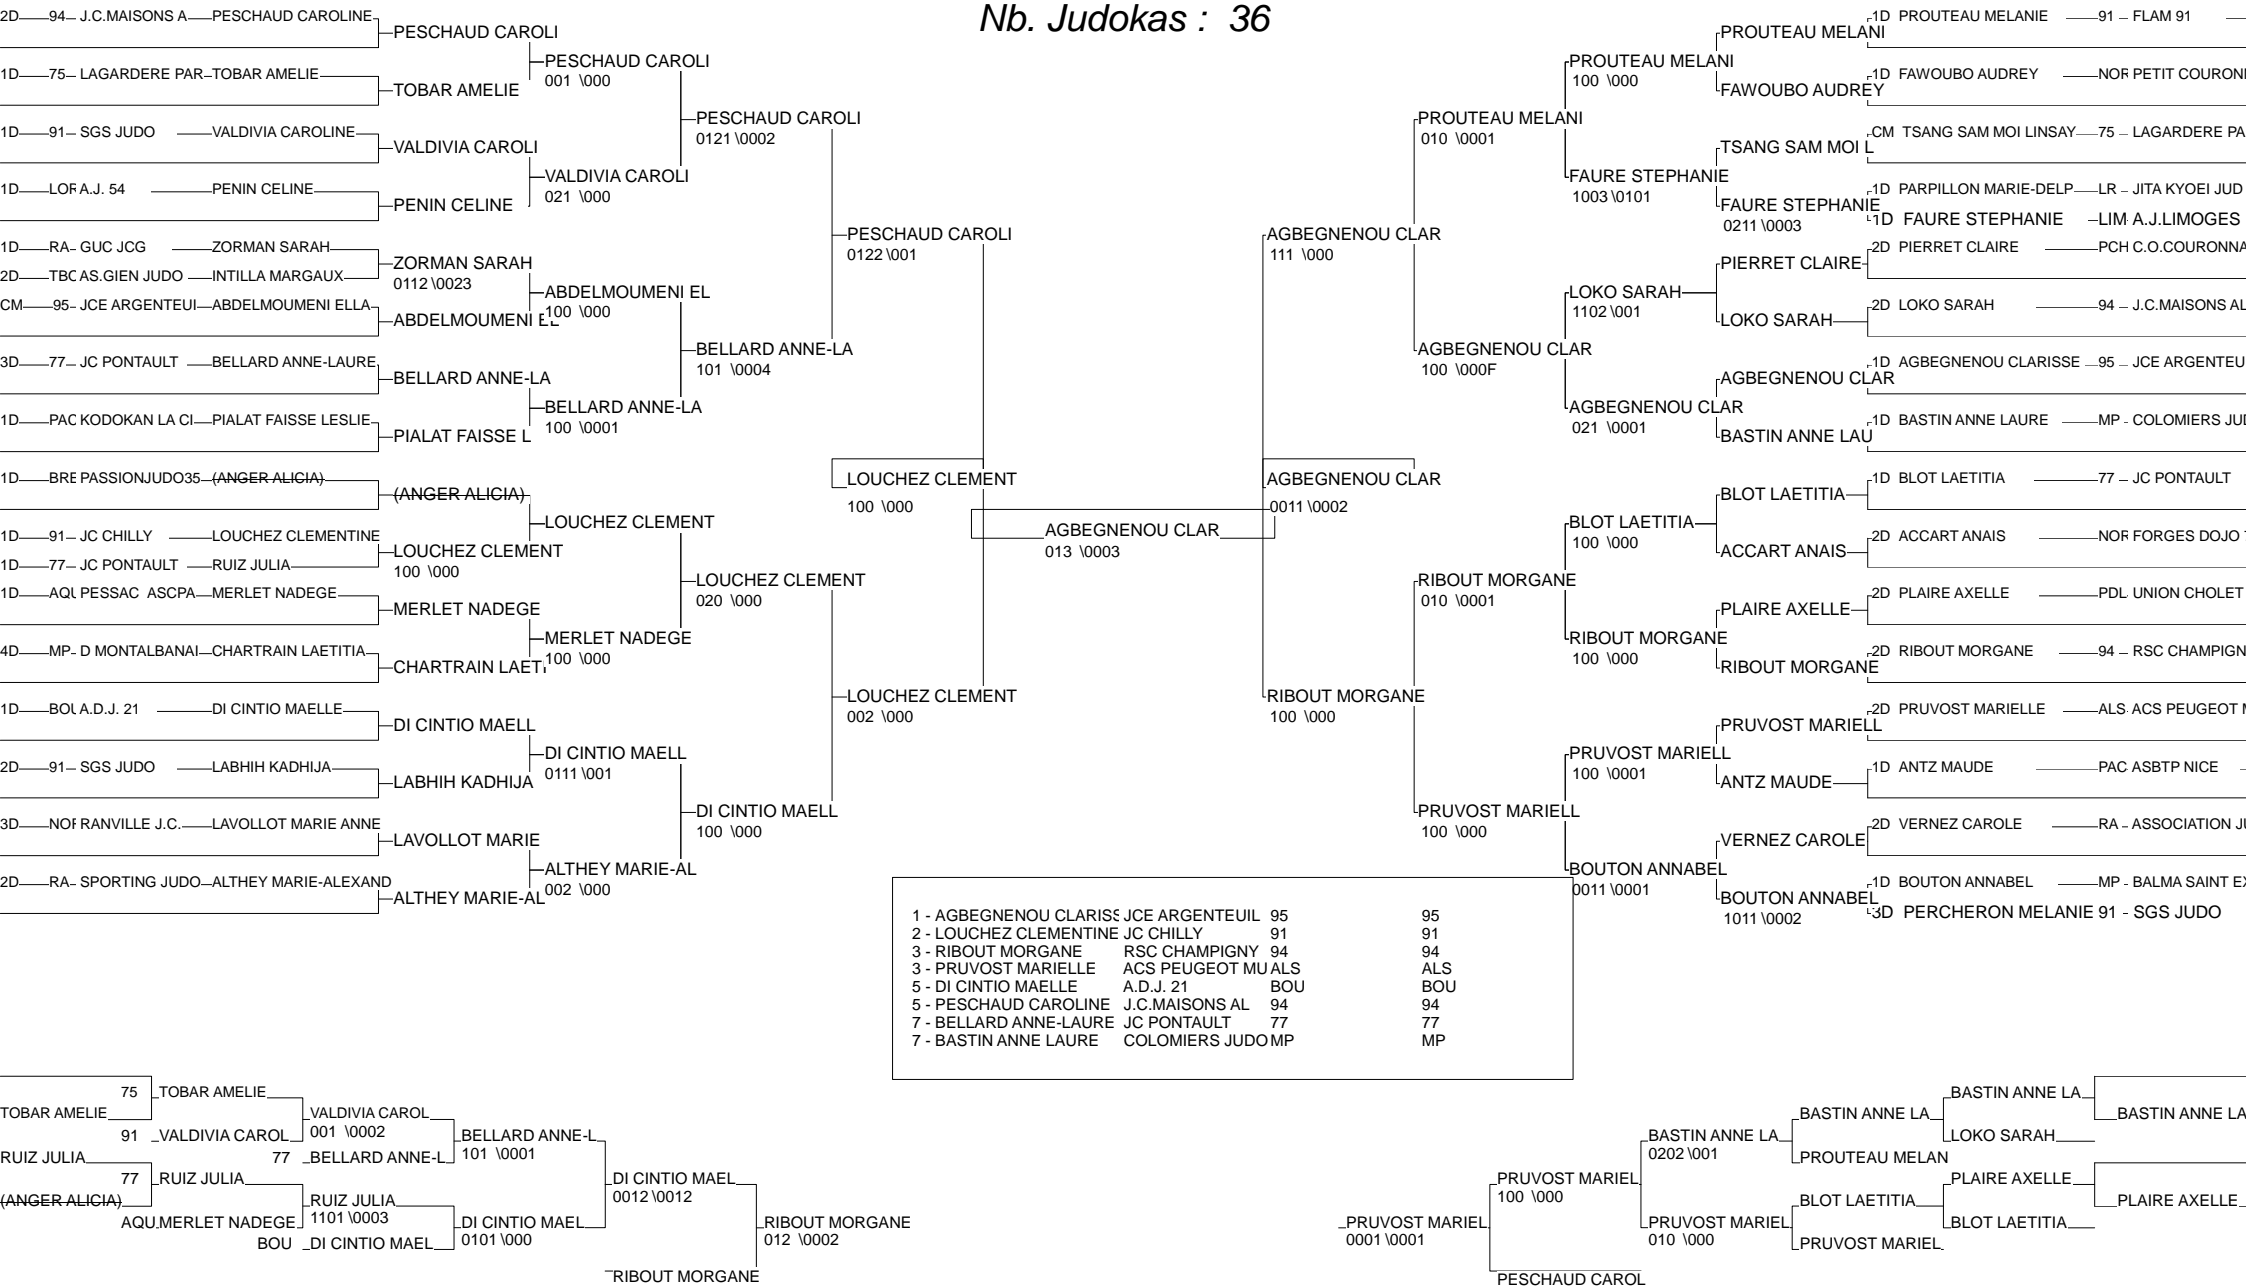 Nb. Judokas : 36
2D 94 J.C.MAISONS A PESCHAUD CAROLINE
PESCHAUD CAROLI
PESCHAUD CAROLI
001 \000
1D 75 LAGARDERE PAR TOBAR AMELIE
TOBAR AMELIE
PESCHAUD CAROLI
0121 \0002
1D 91 SGS JUDO VALDIVIA CAROLINE
VALDIVIA CAROLI
VALDIVIA CAROLI
021 \000
1D LOR A.J. 54 PENIN CELINE
PENIN CELINE
PESCHAUD CAROLI
0122 \001
1D RA GUC JCG ZORMAN SARAH
ZORMAN SARAH
0112 \0023
2D TBC AS.GIEN JUDO INTILLA MARGAUX
ABDELMOUMENI EL
100 \000
CM 95 JCE ARGENTEUI ABDELMOUMENI ELLA
ABDELMOUMENI EL
BELLARD ANNE-LA
101 \0004
3D 77 JC PONTAULT BELLARD ANNE-LAURE
BELLARD ANNE-LA
BELLARD ANNE-LA
100 \0001
1D PAC KODOKAN LA CI PIALAT FAISSE LESLIE
PIALAT FAISSE L
LOUCHEZ CLEMENT
100 \000
1D BRE PASSIONJUDO35 (ANGER ALICIA)
(ANGER ALICIA)
LOUCHEZ CLEMENT
1D 91 JC CHILLY LOUCHEZ CLEMENTINE
LOUCHEZ CLEMENT
100 \000
1D 77 JC PONTAULT RUIZ JULIA
LOUCHEZ CLEMENT
020 \000
1D AQU PESSAC ASCPA MERLET NADEGE
MERLET NADEGE
MERLET NADEGE
100 \000
4D MP D MONTALBANAI CHARTRAIN LAETITIA
CHARTRAIN LAETI
LOUCHEZ CLEMENT
002 \000
1D BOU A.D.J. 21 DI CINTIO MAELLE
DI CINTIO MAELL
DI CINTIO MAELL
0111 \001
2D 91 SGS JUDO LABHIH KADHIJA
LABHIH KADHIJA
DI CINTIO MAELL
100 \000
3D NOR RANVILLE J.C. LAVOLLOT MARIE ANNE
LAVOLLOT MARIE
ALTHEY MARIE-AL
002 \000
2D RA SPORTING JUDO ALTHEY MARIE-ALEXAND
ALTHEY MARIE-AL
AGBEGNENOU CLAR
013 \0003
PROUTEAU MELANI
1D PROUTEAU MELANIE 91 FLAM 91
PROUTEAU MELANI
100 \000
FAWOUBO AUDREY
1D FAWOUBO AUDREY NOR PETIT COURONN
PROUTEAU MELANI
010 \0001
TSANG SAM MOI L
CM TSANG SAM MOI LINSAY 75 LAGARDERE PA
FAURE STEPHANIE
1003 \0101
1D PARPILLON MARIE-DELP LR JITA KYOEI JUD
FAURE STEPHANIE
0211 \0003
1D FAURE STEPHANIE LIM A.J.LIMOGES
AGBEGNENOU CLAR
111 \000
PIERRET CLAIRE
2D PIERRET CLAIRE PCH C.O.COURONNA
LOKO SARAH
1102 \001
LOKO SARAH
2D LOKO SARAH 94 J.C.MAISONS AL
AGBEGNENOU CLAR
100 \000F
AGBEGNENOU CLAR
1D AGBEGNENOU CLARISSE 95 JCE ARGENTEU
AGBEGNENOU CLAR
021 \0001
BASTIN ANNE LAU
1D BASTIN ANNE LAURE MP COLOMIERS JUD
AGBEGNENOU CLAR
0011 \0002
BLOT LAETITIA
1D BLOT LAETITIA 77 JC PONTAULT
BLOT LAETITIA
100 \000
ACCART ANAIS
2D ACCART ANAIS NOR FORGES DOJO
RIBOUT MORGANE
010 \0001
PLAIRE AXELLE
2D PLAIRE AXELLE PDL UNION CHOLET
RIBOUT MORGANE
100 \000
RIBOUT MORGANE
2D RIBOUT MORGANE 94 RSC CHAMPIGN
RIBOUT MORGANE
100 \000
PRUVOST MARIELL
2D PRUVOST MARIELLE ALS ACS PEUGEOT M
PRUVOST MARIELL
100 \0001
ANTZ MAUDE
1D ANTZ MAUDE PAC ASBTP NICE
PRUVOST MARIELL
100 \000
VERNEZ CAROLE
2D VERNEZ CAROLE RA ASSOCIATION JU
BOUTON ANNABEL
0011 \0001
1D BOUTON ANNABEL MP BALMA SAINT EX
BOUTON ANNABEL
1011 \0002
3D PERCHERON MELANIE 91 - SGS JUDO
1 - AGBEGNENOU CLARISS JCE ARGENTEUIL 95 95
2 - LOUCHEZ CLEMENTINE JC CHILLY 91 91
3 - RIBOUT MORGANE RSC CHAMPIGNY 94 94
3 - PRUVOST MARIELLE ACS PEUGEOT MU ALS ALS
5 - DI CINTIO MAELLE A.D.J. 21 BOU BOU
5 - PESCHAUD CAROLINE J.C.MAISONS AL 94 94
7 - BELLARD ANNE-LAURE JC PONTAULT 77 77
7 - BASTIN ANNE LAURE COLOMIERS JUDO MP MP
75 TOBAR AMELIE
TOBAR AMELIE
VALDIVIA CAROL
001 \0002
91 VALDIVIA CAROL
BELLARD ANNE-L
101 \0001
77 BELLARD ANNE-L
RUIZ JULIA
77 RUIZ JULIA
DI CINTIO MAEL
0012 \0012
(ANGER ALICIA)
RUIZ JULIA
1101 \0003
AQU MERLET NADEGE
DI CINTIO MAEL
0101 \000
BOU DI CINTIO MAEL
RIBOUT MORGANE
012 \0002
RIBOUT MORGANE
BASTIN ANNE LA
BASTIN ANNE LA
BASTIN ANNE LA
BASTIN ANNE LA
0202 \001
LOKO SARAH
PROUTEAU MELAN
PRUVOST MARIEL
100 \000
PLAIRE AXELLE
BLOT LAETITIA
PLAIRE AXELLE
PRUVOST MARIEL
0001 \0001
PRUVOST MARIEL
010 \000
BLOT LAETITIA
PRUVOST MARIEL
PESCHAUD CAROL